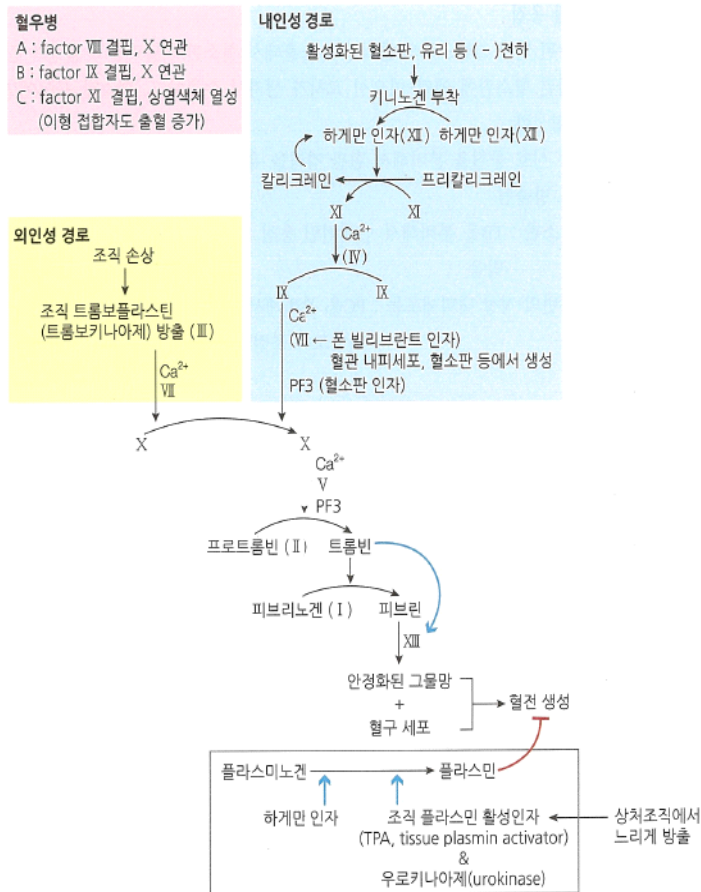 혈우병
A : factor Ⅷ 결핍, X 연관
B : factor Ⅸ 결핍, X 연관
C : factor Ⅺ 결핍, 상염색체 열성
(이형 접합자도 출혈 증가)
내인성 경로
활성화된 혈소판, 유리 등 (-)전하
키니노겐 부착
하게만 인자(Ⅻ) 하게만 인자(Ⅻ)
칼리크레인 프리칼리크레인
Ⅺ Ⅺ
Ca²⁺
(Ⅳ)
Ⅸ Ⅸ
Ca²⁺
(Ⅶ ← 폰 빌리브란트 인자)
혈관 내피세포, 혈소판 등에서 생성
PF3 (혈소판 인자)
외인성 경로
조직 손상
조직 트롬보플라스틴
(트롬보키나아제) 방출 (Ⅲ)
Ca²⁺
Ⅶ
X X
Ca²⁺
V
PF3
프로트롬빈 (Ⅱ) 트롬빈
피브리노겐 (Ⅰ) 피브린
XIII
안정화된 그물망
+
혈구 세포
혈전 생성
플라스미노겐 플라스민
하게만 인자
조직 플라스민 활성인자
(TPA, tissue plasmin activator)
&
우로키나아제(urokinase)
상처조직에서
느리게 방출